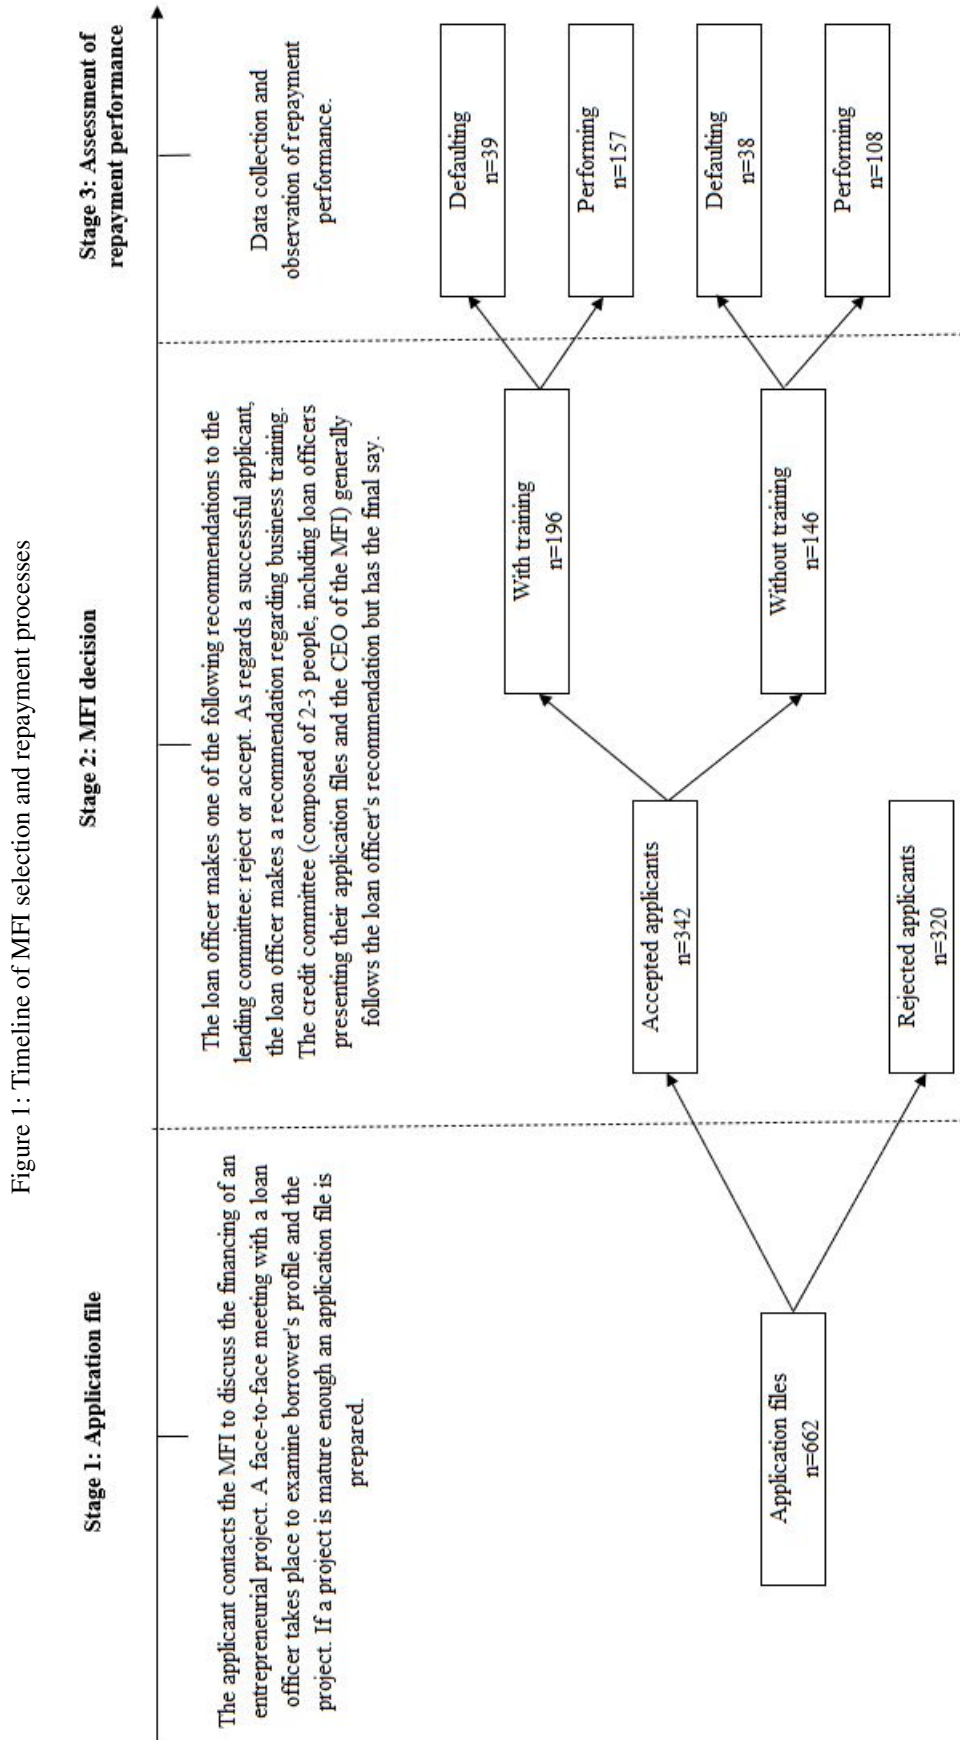 Figure 1: Timeline of MFI selection and repayment processes
Stage 1: Application file
The applicant contacts the MFI to discuss the financing of an
entrepreneurial project. A face-to-face meeting with a loan
officer takes place to examine borrower's profile and the
project. If a project is mature enough an application file is
prepared.
Application files
n=662
Stage 2: MFI decision
The loan officer makes one of the following recommendations to the
lending committee: reject or accept. As regards a successful applicant,
the loan officer makes a recommendation regarding business training.
The credit committee (composed of 2-3 people, including loan officers
presenting their application files and the CEO of the MFI) generally
follows the loan officer's recommendation but has the final say.
Accepted applicants
n=342
Rejected applicants
n=320
With training
n=196
Without training
n=146
Stage 3: Assessment of
repayment performance
Data collection and
observation of repayment
performance.
Defaulting
n=39
Performing
n=157
Defaulting
n=38
Performing
n=108